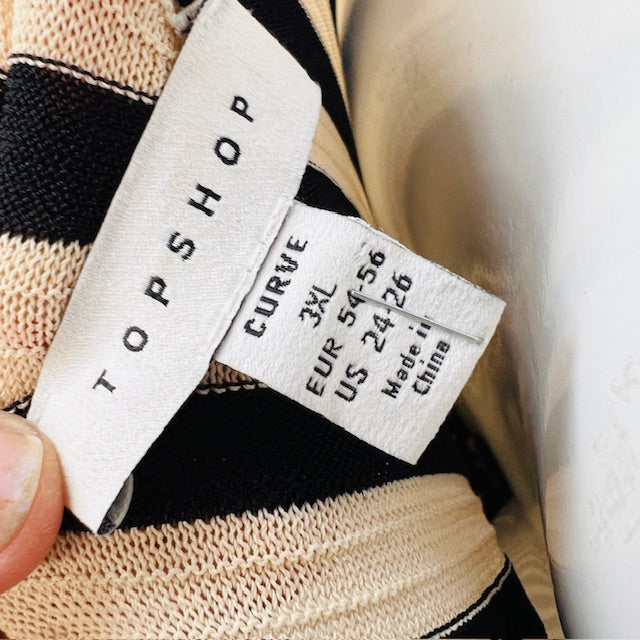 TOPSHOP
CURVE
3XL
EUR 54-56
US 24-26
Made in
China